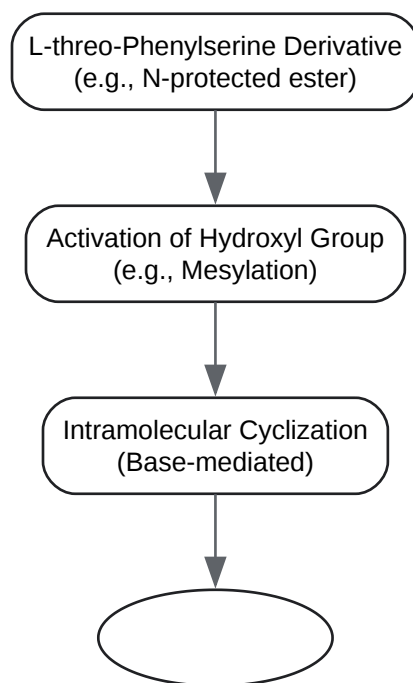 L-threo-Phenylserine Derivative
(e.g., N-protected ester)
Activation of Hydroxyl Group
(e.g., Mesylation)
Intramolecular Cyclization
(Base-mediated)